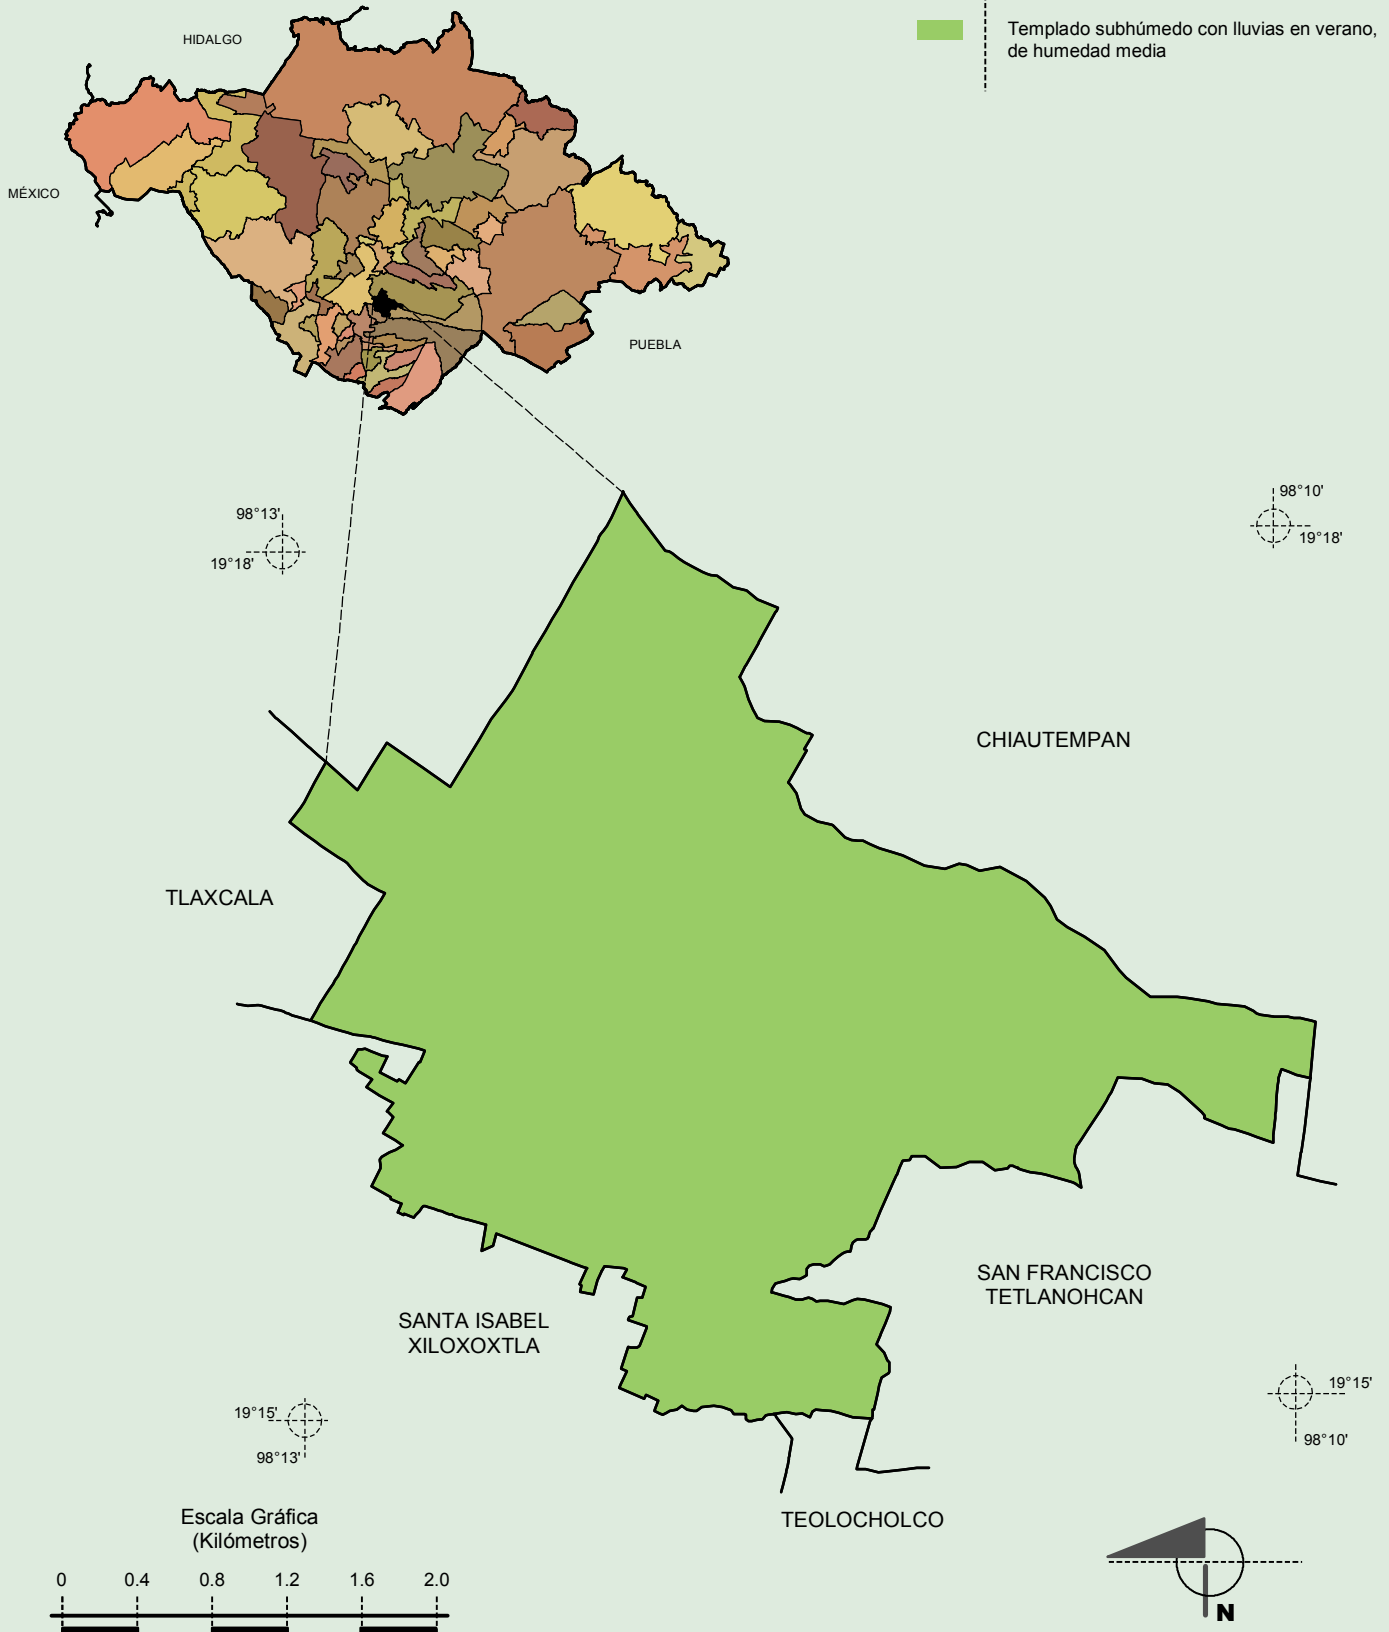 HIDALGO
Templado subhúmedo con lluvias en verano,
de humedad media
MÉXICO
PUEBLA
98°13'
19°18'
98°10'
19°18'
CHIAUTEMPAN
TLAXCALA
SAN FRANCISCO
TETLANOHCAN
SANTA ISABEL
XILOXOXTLA
19°15'
98°13'
19°15'
98°10'
TEOLOCHOLCO
Escala Gráfica
(Kilómetros)
0 0.4 0.8 1.2 1.6 2.0
N